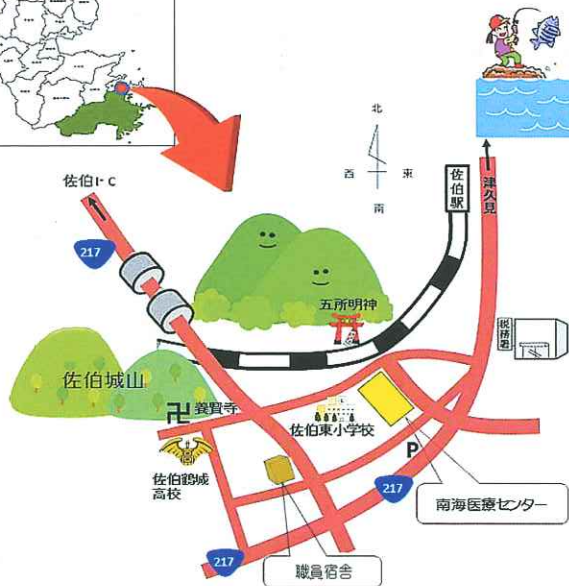 北
西 東
南
佐伯I・C
217
佐伯駅
津久見
五所明神
税務署
佐伯城山
養賢寺
佐伯東小学校
佐伯鶴城
高校
P
217
南海医療センター
217
職員宿舎